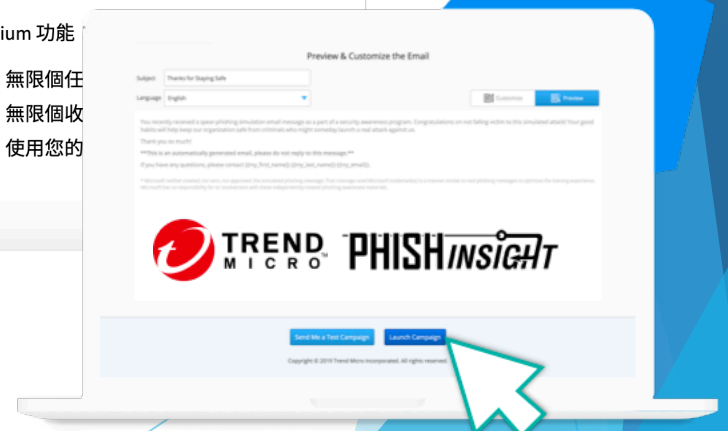 ium 功能
無限個任
無限個收
使用您的
Preview & Customize the Email
Subject Thanks for Staying Safe
Language English
Customize Preview
You recently received a spear-phishing simulation email message as a part of a security awareness program. Congratulations on not falling victim to this simulated attack! Your good
habits will help keep our organization safe from criminals who might someday launch a real attack against us.
Thank you so much!
**This is an automatically generated email, please do not reply to this message.**
If you have any questions, please contact {{my_first_name}} {{my_last_name}} {{my_email}}.
TREND
MICRO™
PHISHINSIGHT
Send Me a Test Campaign Launch Campaign
Copyright © 2019 Trend Micro Incorporated. All rights reserved.